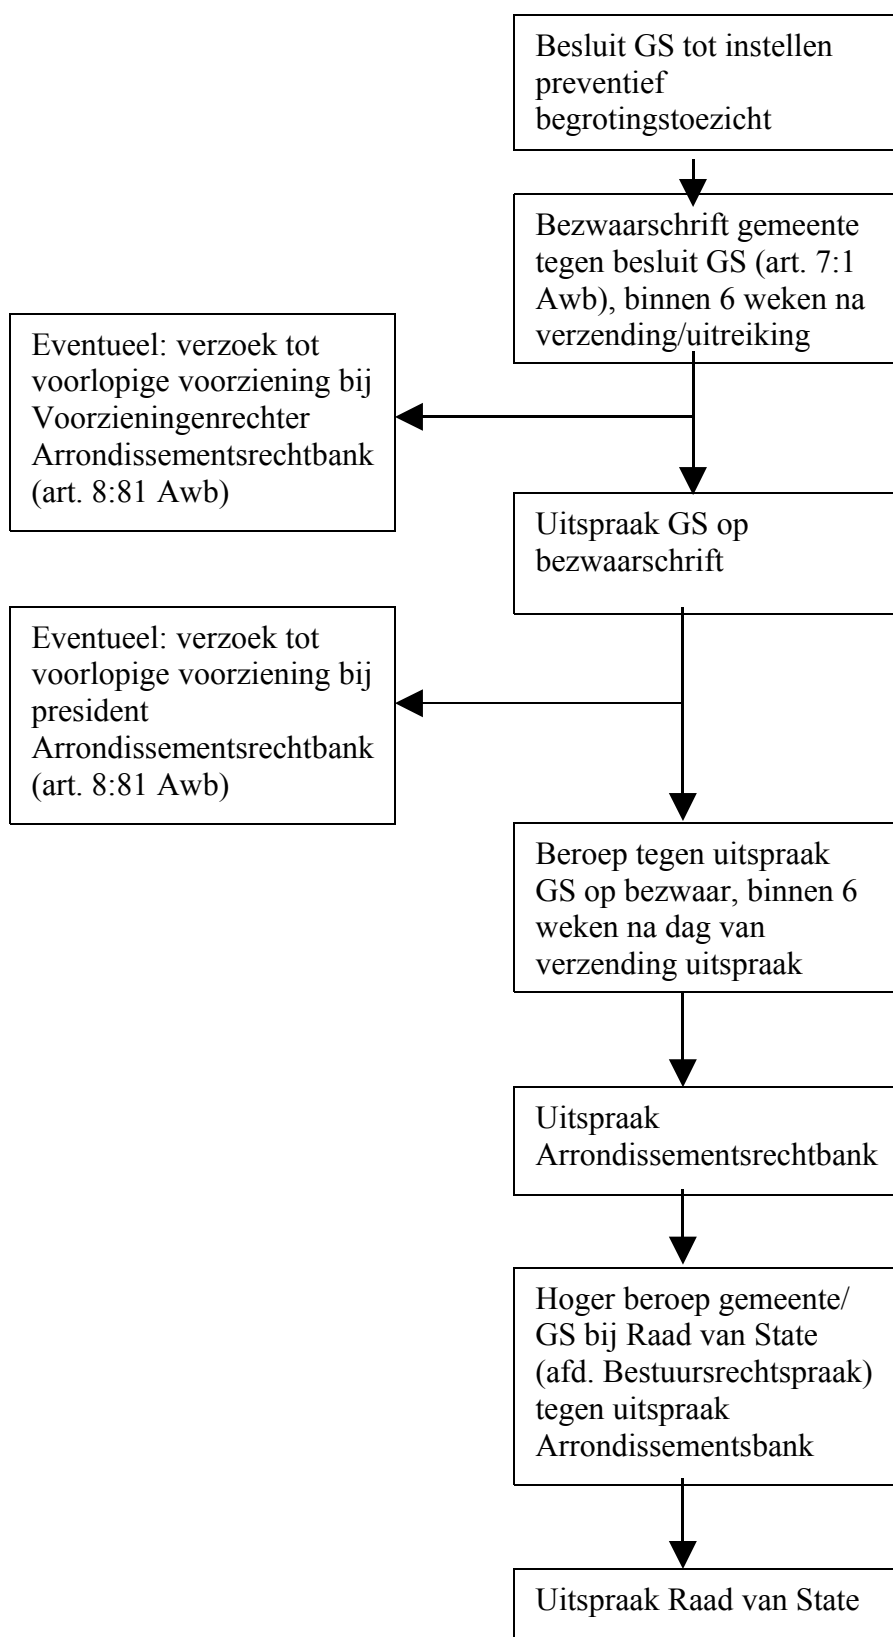 Besluit GS tot instellen
preventief
begrotingstoezicht
Bezwaarschrift gemeente
tegen besluit GS (art. 7:1
Awb), binnen 6 weken na
verzending/uitreiking
Eventueel: verzoek tot
voorlopige voorziening bij
Voorzieningenrechter
Arrondissementsrechtbank
(art. 8:81 Awb)
Uitspraak GS op
bezwaarschrift
Eventueel: verzoek tot
voorlopige voorziening bij
president
Arrondissementsrechtbank
(art. 8:81 Awb)
Beroep tegen uitspraak
GS op bezwaar, binnen 6
weken na dag van
verzending uitspraak
Uitspraak
Arrondissementsrechtbank
Hoger beroep gemeente/
GS bij Raad van State
(afd. Bestuursrechtspraak)
tegen uitspraak
Arrondissementsbank
Uitspraak Raad van State